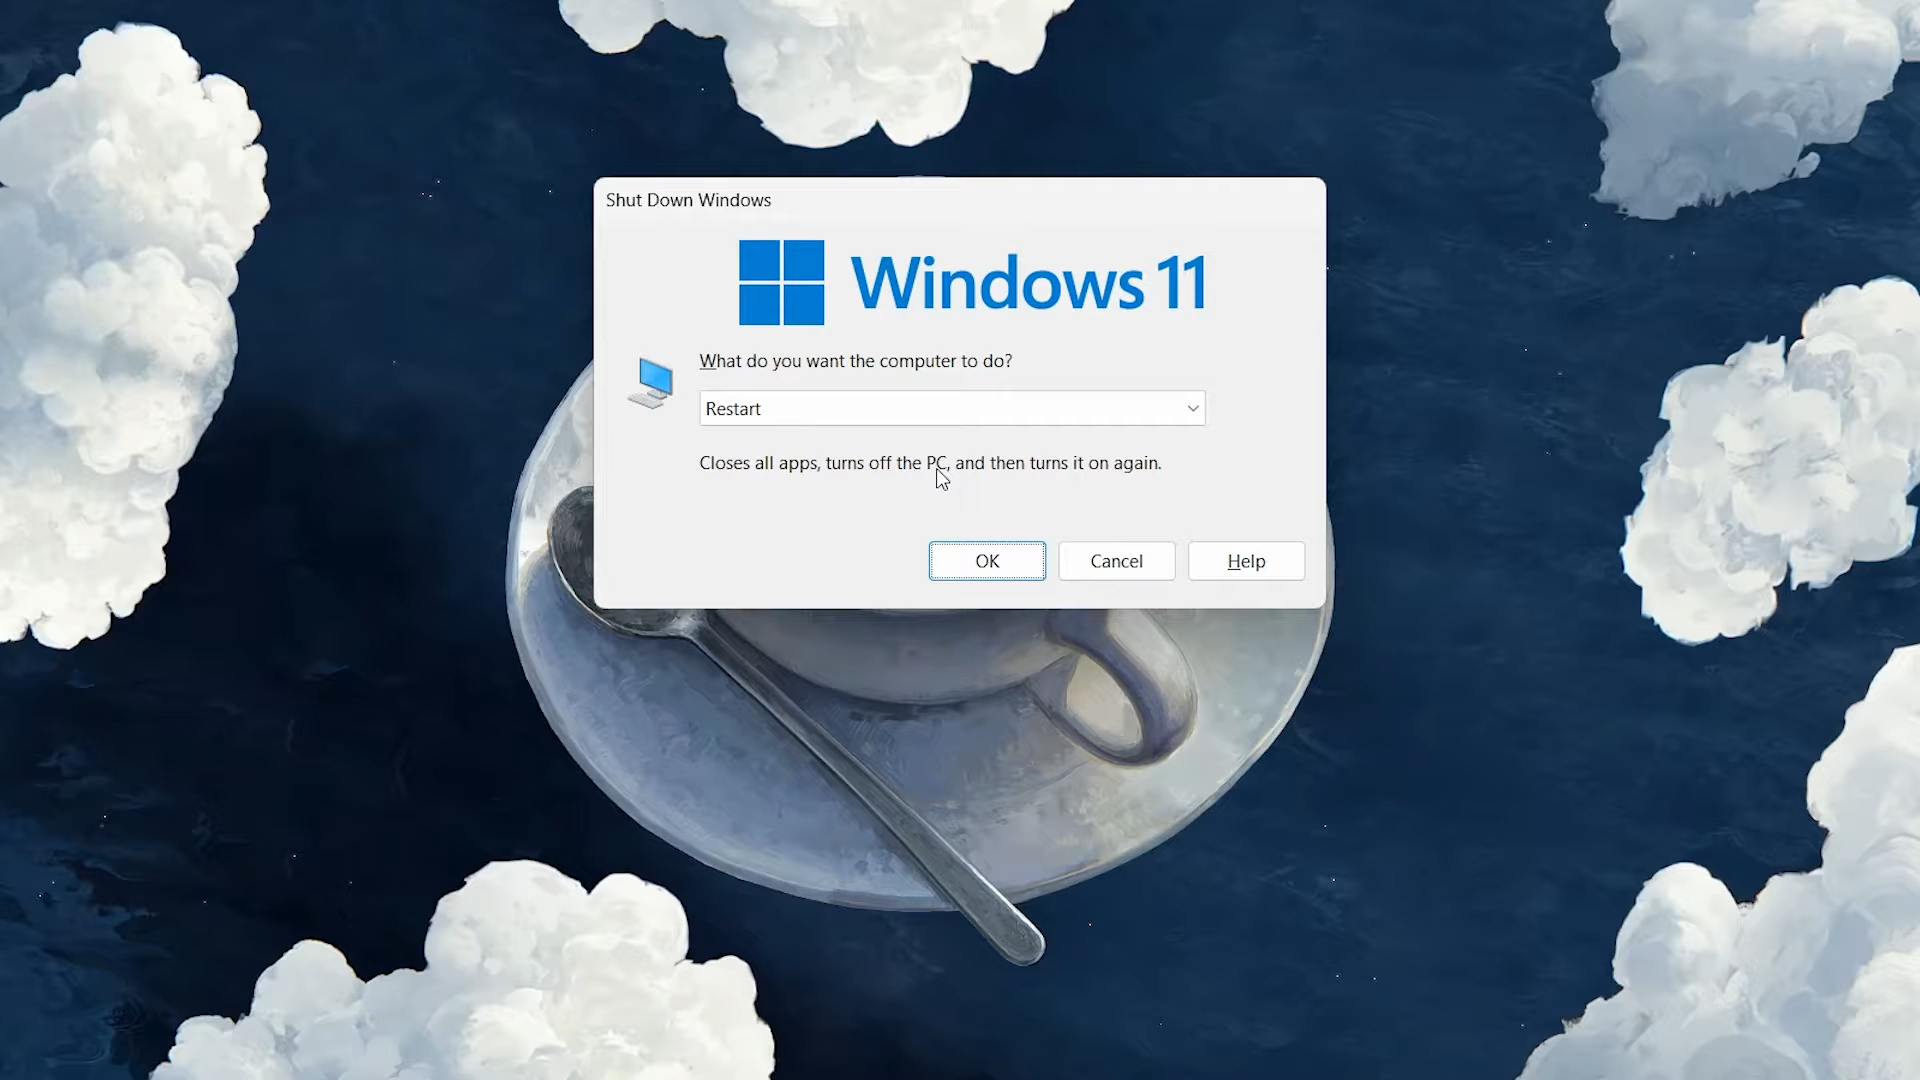 Shut Down Windows
Windows 11
What do you want the computer to do?
Restart
Closes all apps, turns off the PC, and then turns it on again.
OK Cancel Help